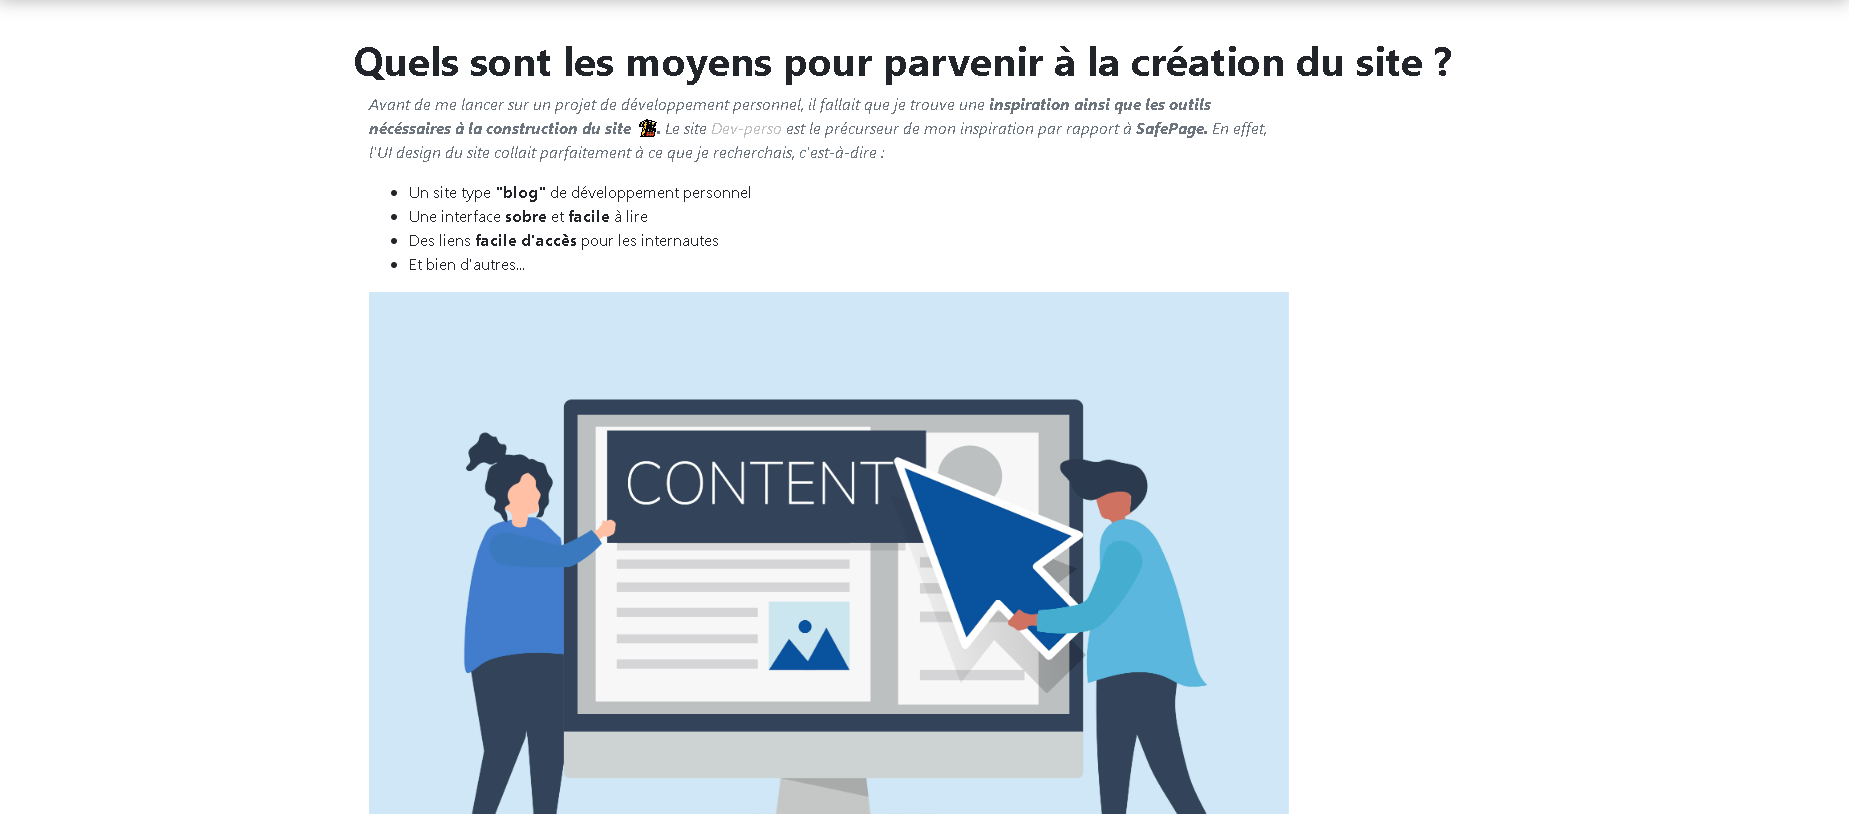 Quels sont les moyens pour parvenir à la création du site ?
Avant de me lancer sur un projet de développement personnel, il fallait que je trouve une inspiration ainsi que les outils
nécéssaires à la construction du site. Le site Dev-perso est le précurseur de mon inspiration par rapport à SafePage. En effet,
l'UI design du site collait parfaitement à ce que je recherchais, c'est-à-dire :
Un site type "blog" de développement personnel
Une interface sobre et facile à lire
Des liens facile d'accès pour les internautes
Et bien d'autres...
CONTENT